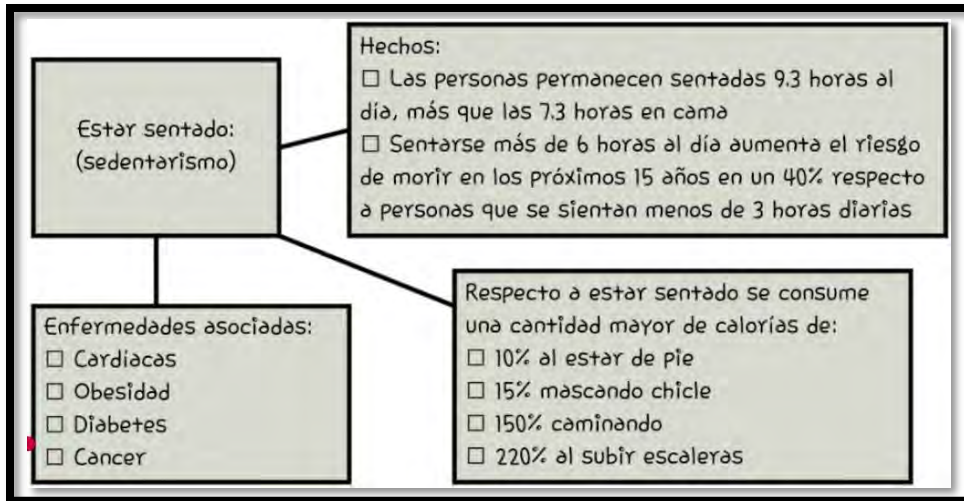 Estar sentado:
(sedentarismo)
Hechos:
☐ Las personas permanecen sentadas 9.3 horas al
día, más que las 7.3 horas en cama
☐ Sentarse más de 6 horas al día aumenta el riesgo
de morir en los próximos 15 años en un 40% respecto
a personas que se sientan menos de 3 horas diarias
Enfermedades asociadas:
☐ Cardiacas
☐ Obesidad
☐ Diabetes
☐ Cancer
Respecto a estar sentado se consume
una cantidad mayor de calorías de:
☐ 10% al estar de pie
☐ 15% mascando chicle
☐ 150% caminando
☐ 220% al subir escaleras